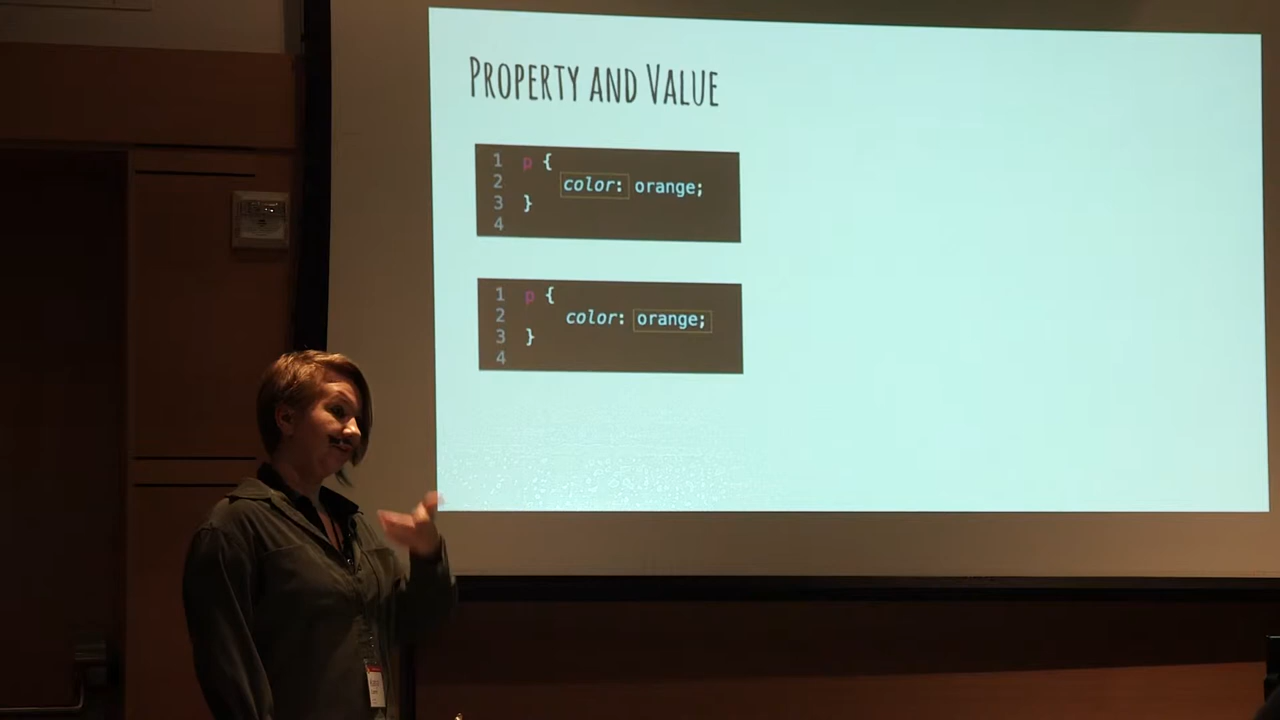 PROPERTY AND VALUE
1 p {
2 color: orange;
3 }
4
1 p {
2 color: orange;
3 }
4